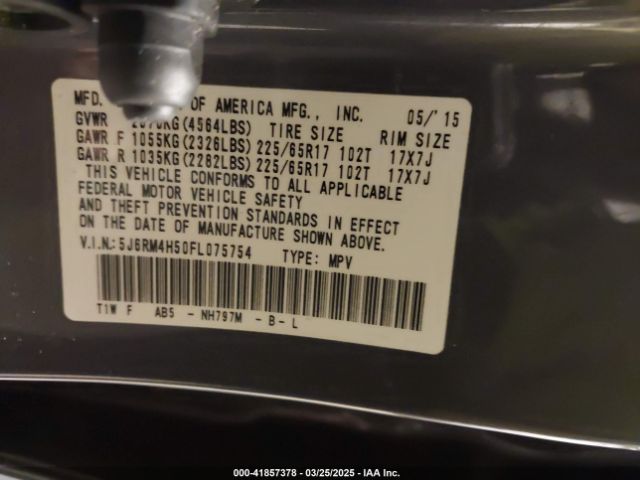 MFD. OF AMERICA MFG., INC. 05/'15
GVWR (4564LBS) TIRE SIZE RIM SIZE
GAWR F 1055KG(2326LBS) 225/65R17 102T 17X7J
GAWR R 1035KG(2282LBS) 225/65R17 102T 17X7J
THIS VEHICLE CONFORMS TO ALL APPLICABLE
FEDERAL MOTOR VEHICLE SAFETY
AND THEFT PREVENTION STANDARDS IN EFFECT
ON THE DATE OF MANUFACTURE SHOWN ABOVE.
V.I.N.:5J6RM4H50FL075754 TYPE: MPV
T1W F AB5 - NH797M - B - L
000-41857378 - 03/25/2025 - IAA Inc.